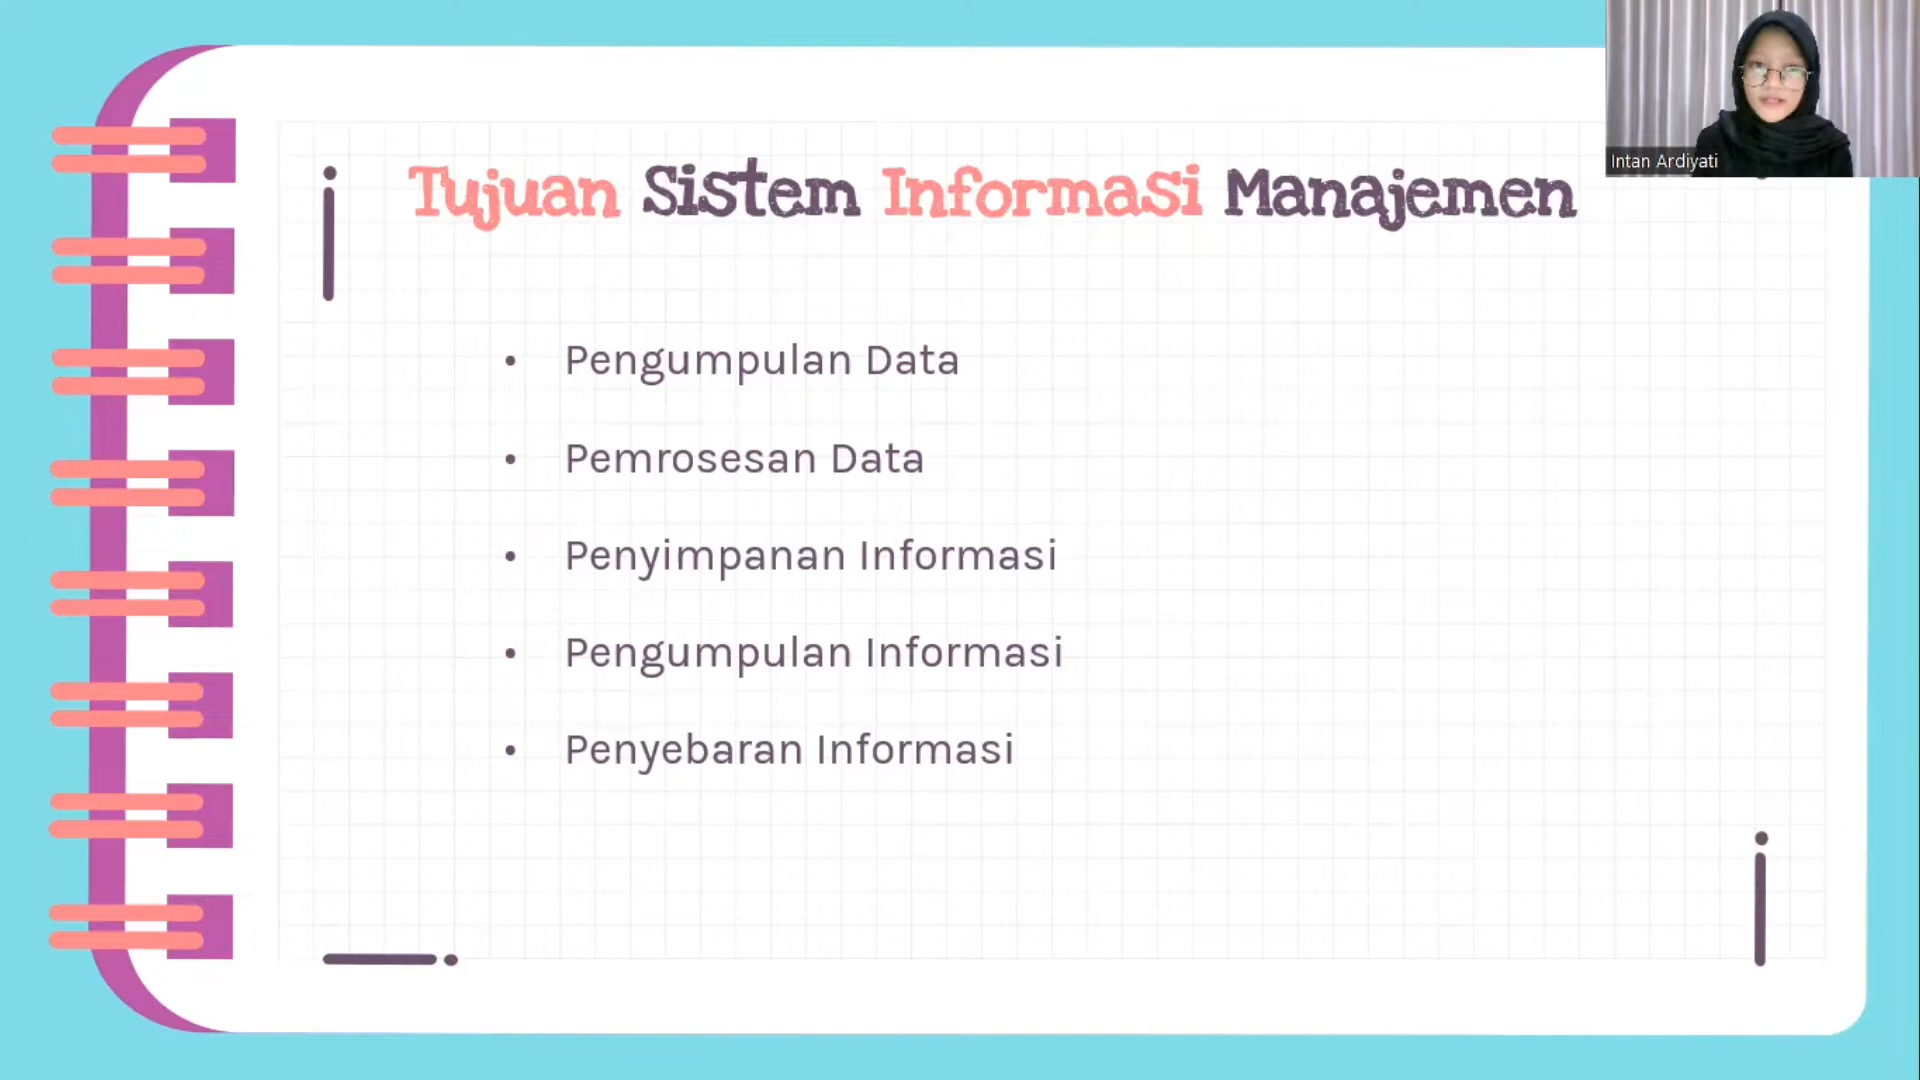 Tujuan Sistem Informasi Manajemen
• Pengumpulan Data
• Pemrosesan Data
• Penyimpanan Informasi
• Pengumpulan Informasi
• Penyebaran Informasi
Intan Ardiyati